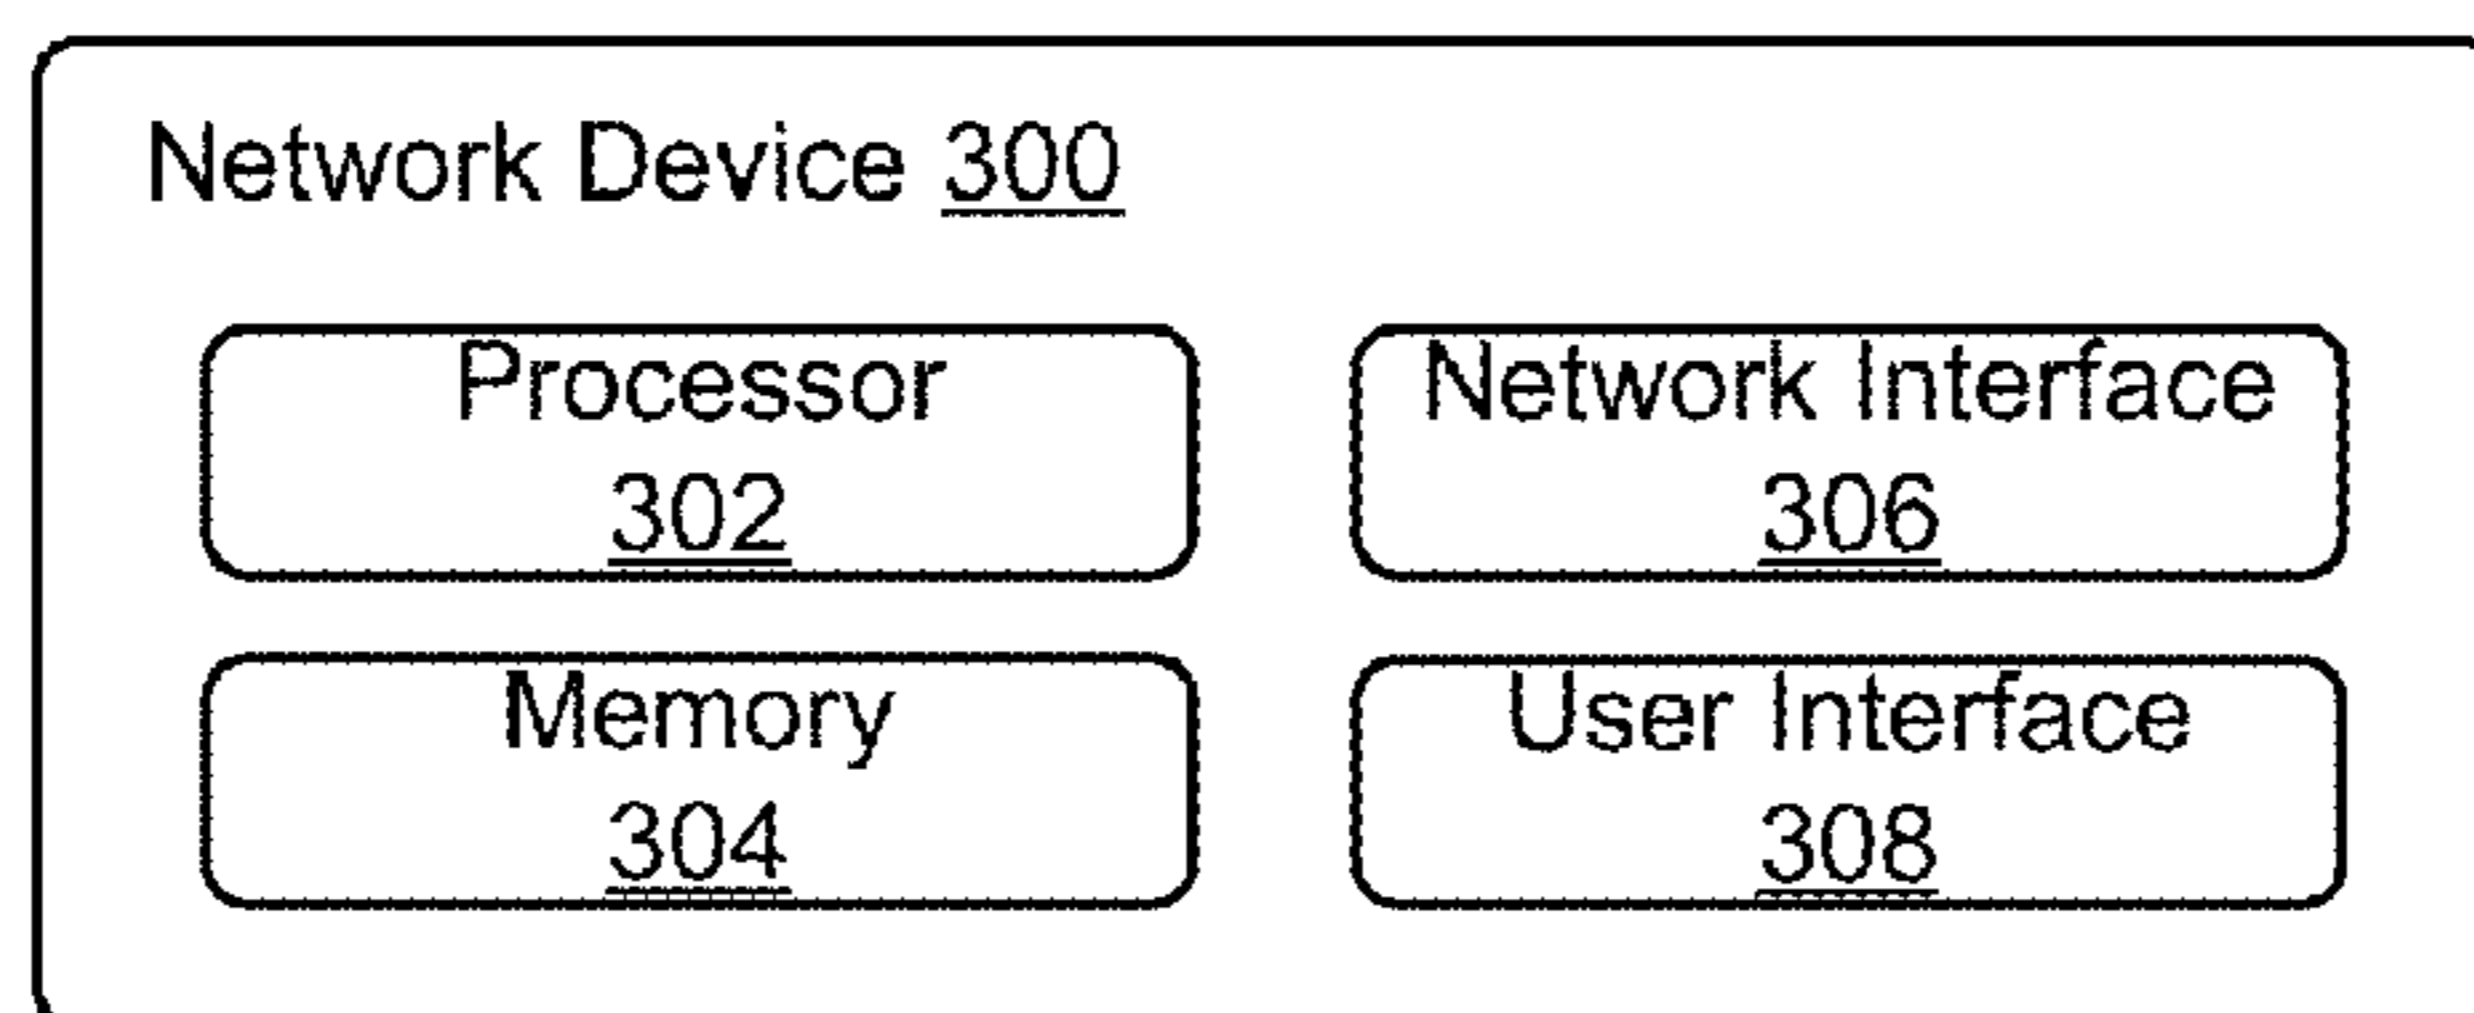 Network Device 300
Processor
302
Network Interface
306
Memory
304
User Interface
308